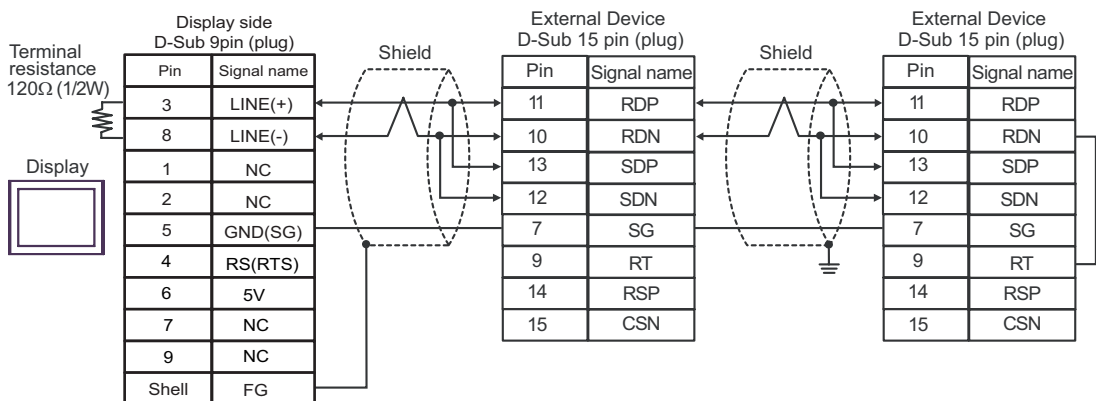 Terminal
resistance
120Ω (1/2W)
Display
Display side
D-Sub 9pin (plug)
Pin Signal name
3 LINE(+)
8 LINE(-)
1 NC
2 NC
5 GND(SG)
4 RS(RTS)
6 5V
7 NC
9 NC
Shell FG
Shield
External Device
D-Sub 15 pin (plug)
Pin Signal name
11 RDP
10 RDN
13 SDP
12 SDN
7 SG
9 RT
14 RSP
15 CSN
Shield
External Device
D-Sub 15 pin (plug)
Pin Signal name
11 RDP
10 RDN
13 SDP
12 SDN
7 SG
9 RT
14 RSP
15 CSN